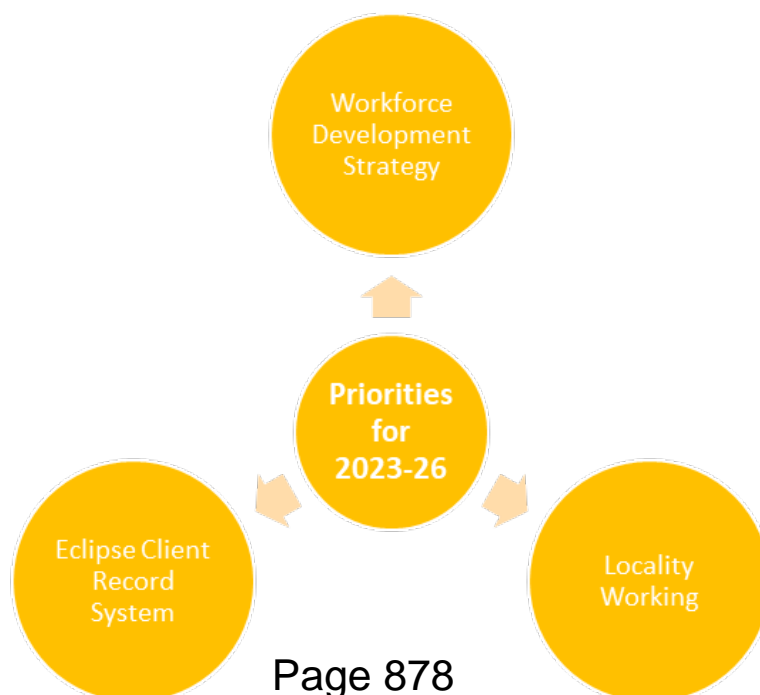 Workforce
Development
Strategy
Priorities
for
2023-26
Eclipse Client
Record
System
Locality
Working
Page 878